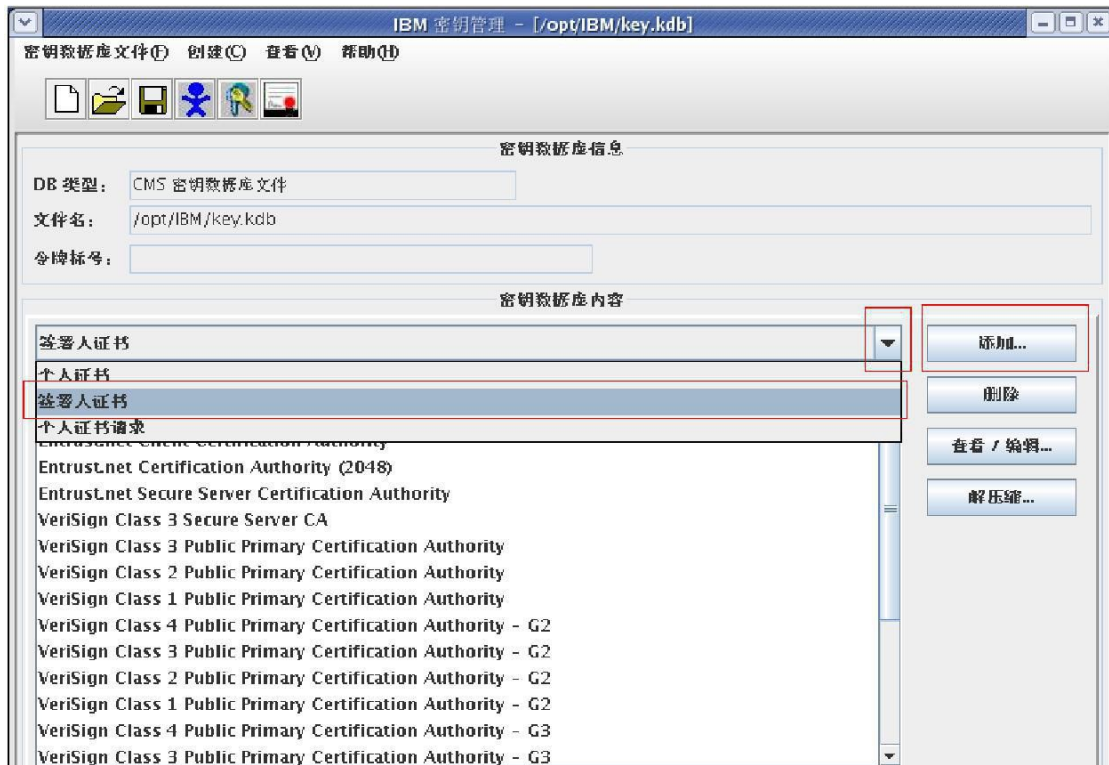 IBM 密钥管理 - [/opt/IBM/key.kdb]
密钥数据库文件(F) 创建(C) 查看(V) 帮助(H)
密钥数据库信息
DB 类型： CMS 密钥数据库文件
文件名： /opt/IBM/key.kdb
令牌标号：
密钥数据库内容
签署人证书
添加...
个人证书
签署人证书
删除
个人证书请求
Entrust.net Client Certification Authority
查看 / 编辑...
Entrust.net Certification Authority (2048)
Entrust.net Secure Server Certification Authority
解压缩...
VeriSign Class 3 Secure Server CA
VeriSign Class 3 Public Primary Certification Authority
VeriSign Class 2 Public Primary Certification Authority
VeriSign Class 1 Public Primary Certification Authority
VeriSign Class 4 Public Primary Certification Authority - G2
VeriSign Class 3 Public Primary Certification Authority - G2
VeriSign Class 2 Public Primary Certification Authority - G2
VeriSign Class 1 Public Primary Certification Authority - G2
VeriSign Class 4 Public Primary Certification Authority - G3
VeriSign Class 3 Public Primary Certification Authority - G3